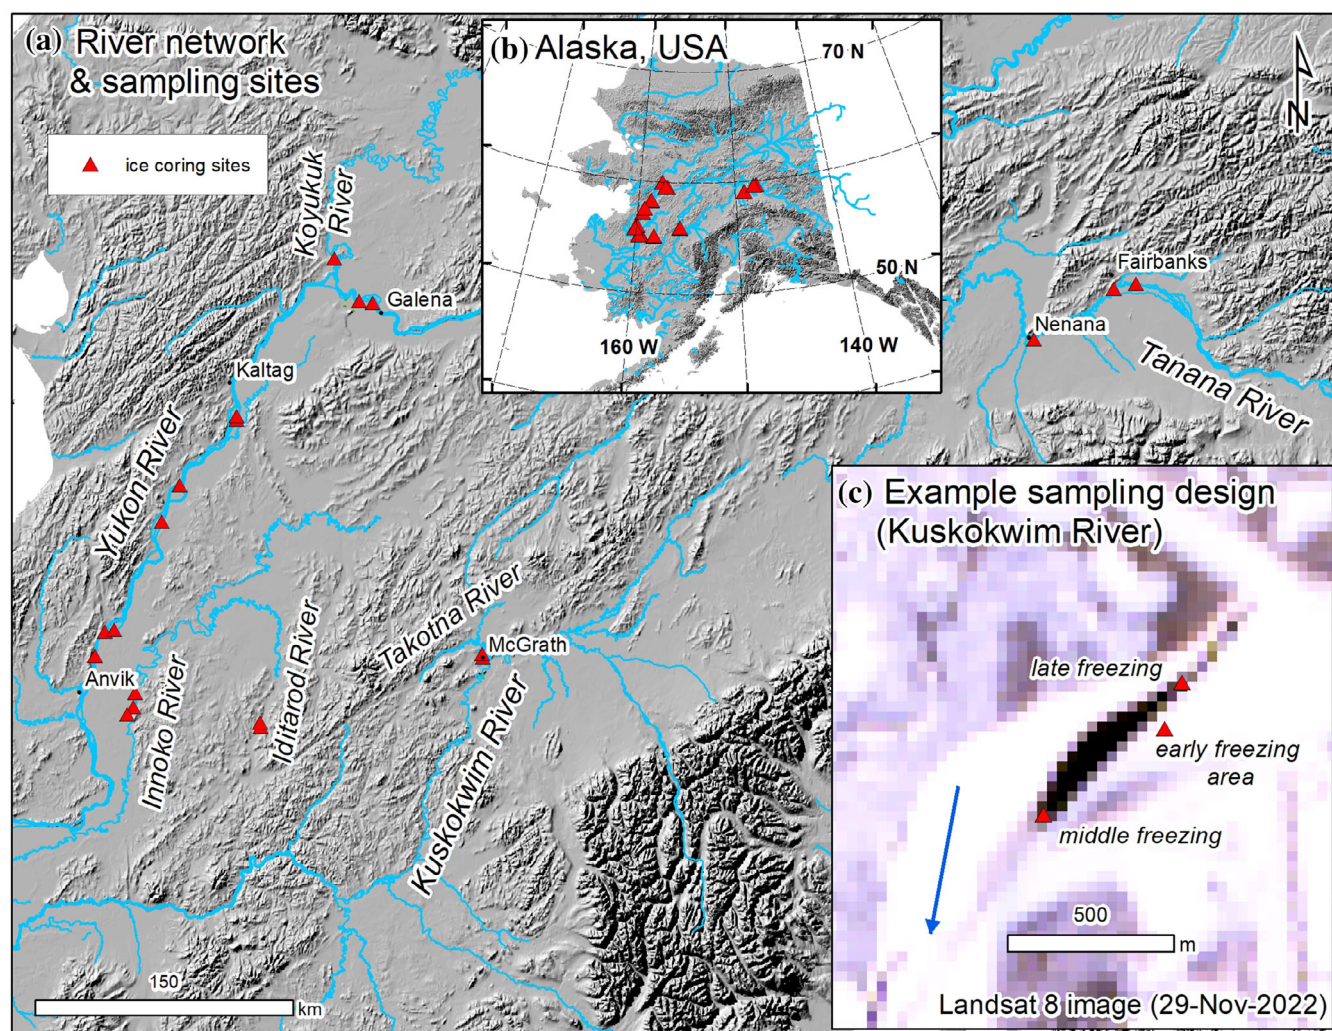 (a) River network
& sampling sites
ice coring sites
Koyukuk
River
Galena
Kaltag
Yukon River
Anvik
Innoko River
Iditarod River
Takotna River
McGrath
Kuskokwim River
150
km
(b) Alaska, USA
70 N
50 N
160 W
140 W
N
Fairbanks
Nenana
Tanana River
(c) Example sampling design
(Kuskokwim River)
late freezing
early freezing
area
middle freezing
500
m
Landsat 8 image (29-Nov-2022)